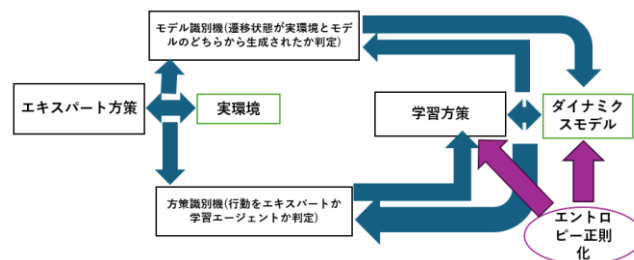 モデル識別機(遷移状態が実環境とモデ
ルのどちらから生成されたか判定)
エキスパート方策
実環境
学習方策
ダイナミク
スモデル
方策識別機(行動をエキスパートか
学習エージェントか判定)
エントロ
ピー正則
化